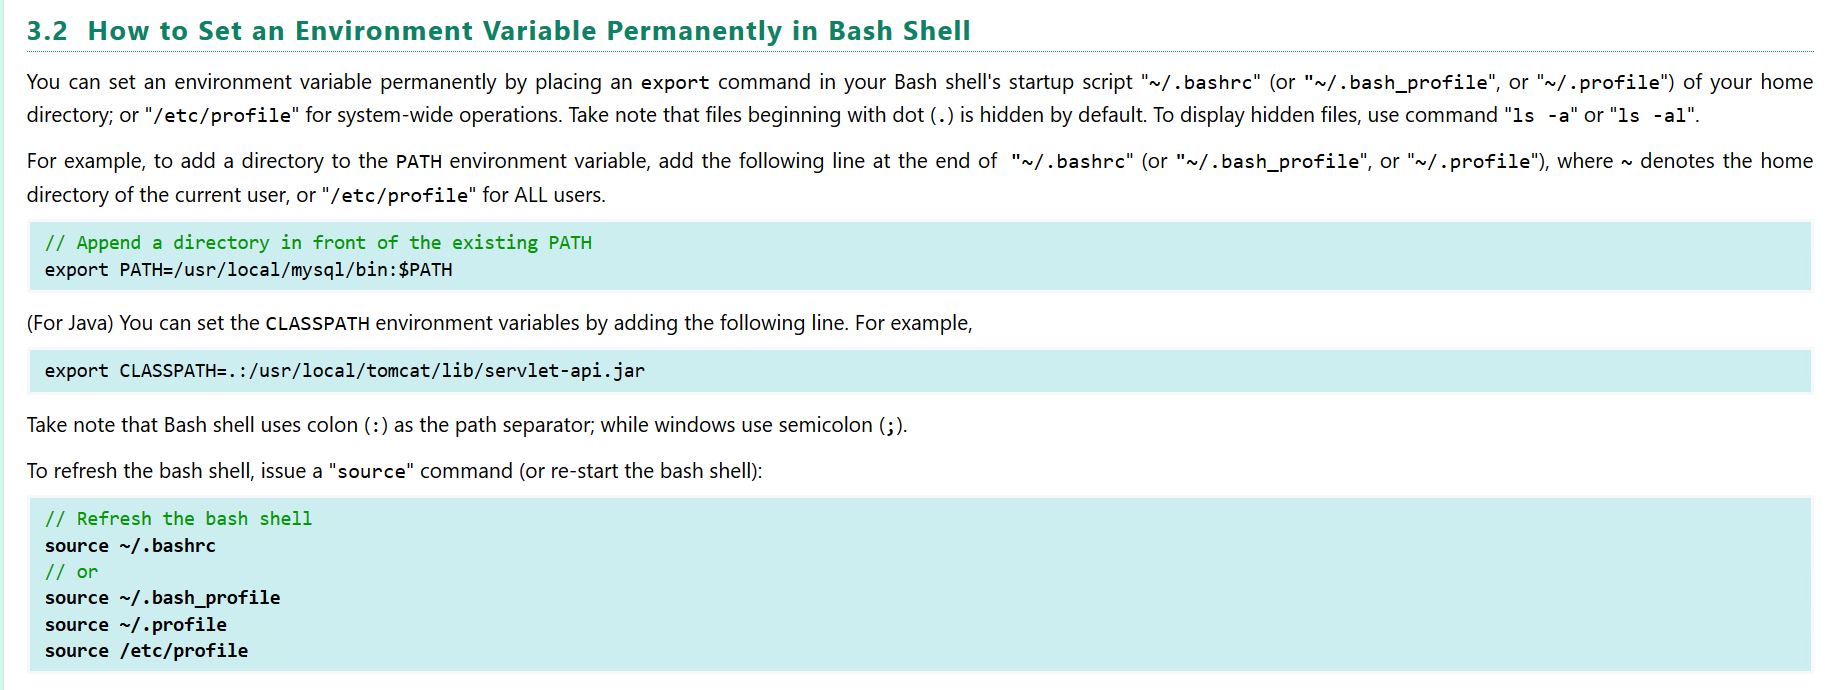 3.2 How to Set an Environment Variable Permanently in Bash Shell
You can set an environment variable permanently by placing an export command in your Bash shell's startup script "~/.bashrc" (or "~/.bash_profile", or "~/.profile") of your home
directory; or "/etc/profile" for system-wide operations. Take note that files beginning with dot (.) is hidden by default. To display hidden files, use command "ls -a" or "ls -al".
For example, to add a directory to the PATH environment variable, add the following line at the end of "~/.bashrc" (or "~/.bash_profile", or "~/.profile"), where ~ denotes the home
directory of the current user, or "/etc/profile" for ALL users.
// Append a directory in front of the existing PATH
export PATH=/usr/local/mysql/bin:$PATH
(For Java) You can set the CLASSPATH environment variables by adding the following line. For example,
export CLASSPATH=.:/usr/local/tomcat/lib/servlet-api.jar
Take note that Bash shell uses colon (:) as the path separator; while windows use semicolon (;).
To refresh the bash shell, issue a "source" command (or re-start the bash shell):
// Refresh the bash shell
source ~/.bashrc
// or
source ~/.bash_profile
source ~/.profile
source /etc/profile